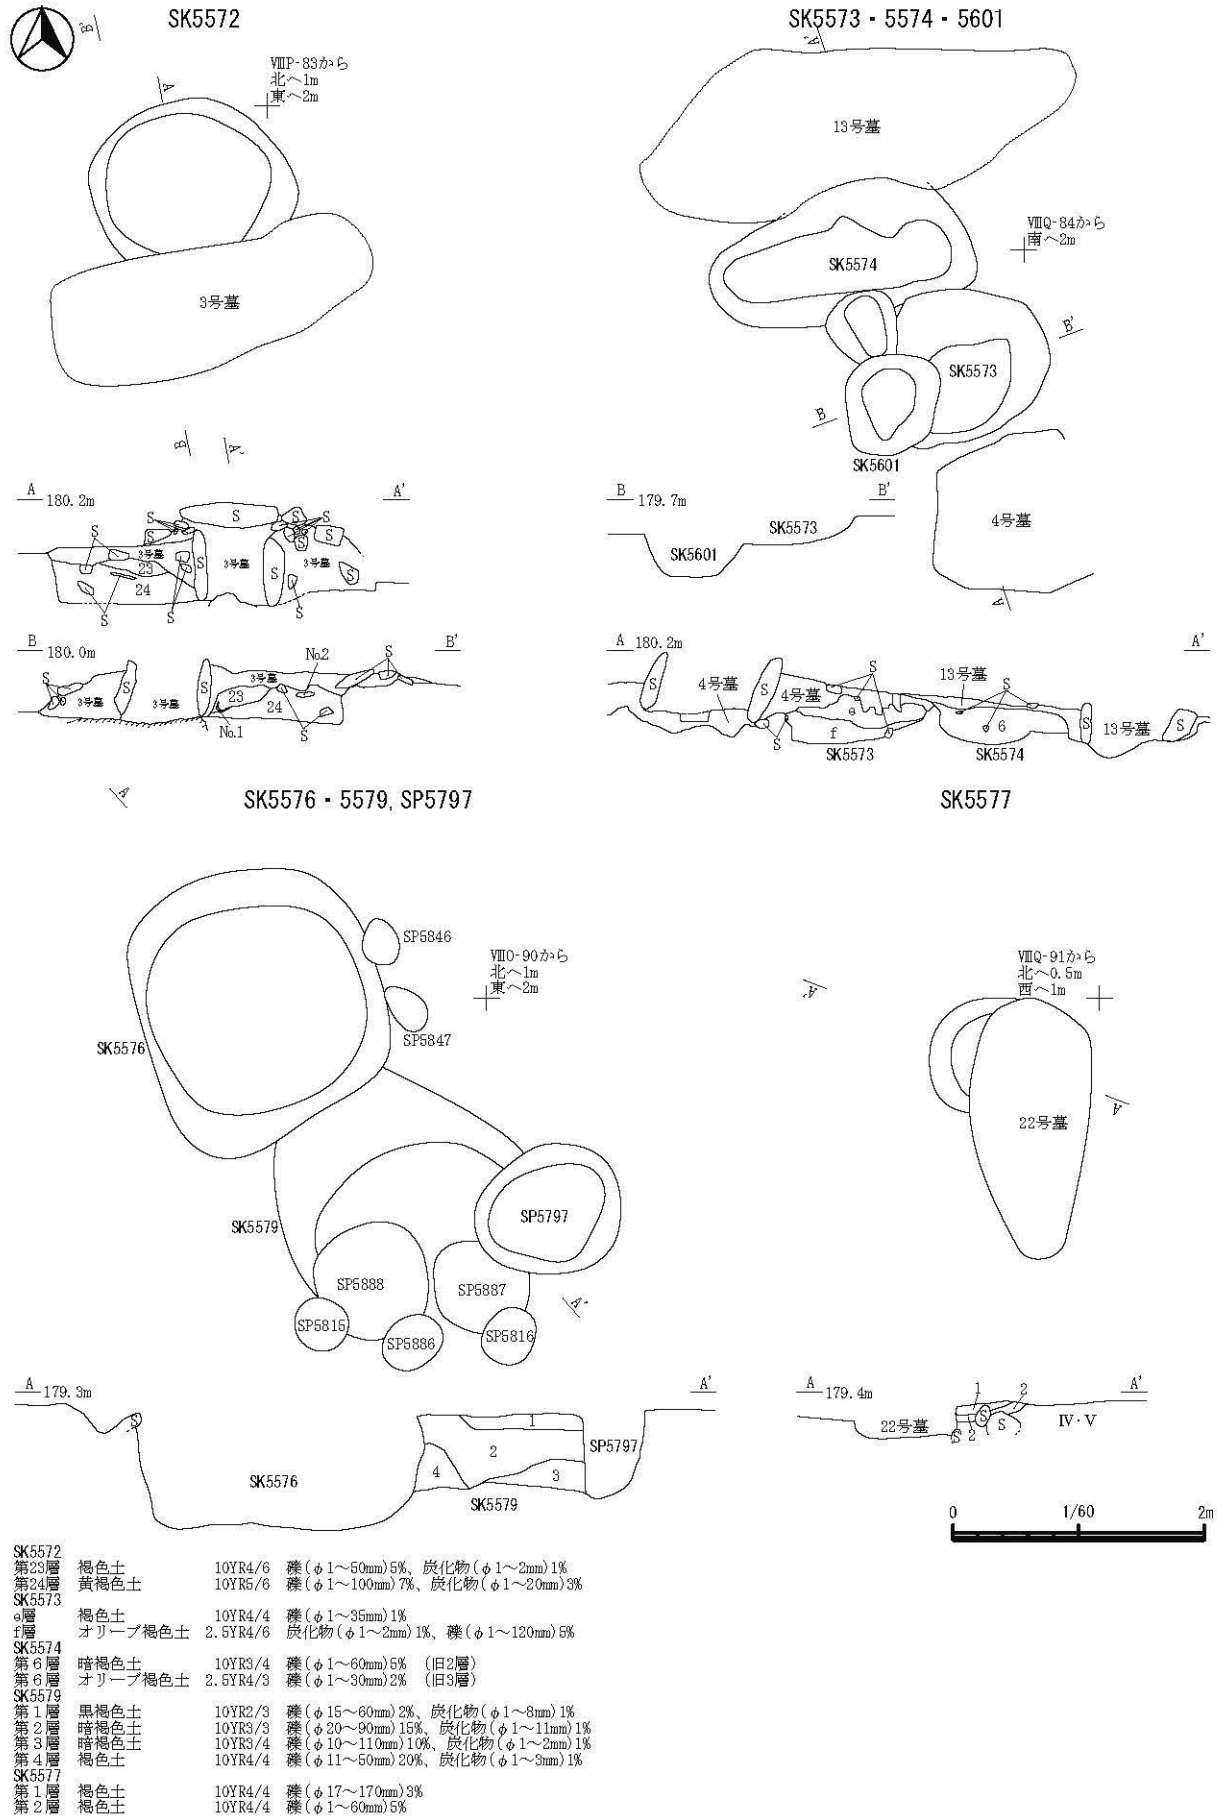 SK5572
B'
A
ⅧP-83から
北へ1m
東へ2m
3号墓
B
A'
A 180.2m A'
S
S
S
S
S
S
S
3号墓
23
24
S
3号墓
S
3号墓
S
S
S
S
B 180.0m B'
S
3号墓
S
3号墓
S
3号墓
No.2
23
24
No.1
S
S
SK5573・5574・5601
A'
13号墓
ⅧQ-84から
南へ2m
SK5574
B'
SK5573
B
SK5601
4号墓
A
B 179.7m B'
SK5573
SK5601
A 180.2m A'
S
4号墓
S
4号墓
S
e
f
S
SK5573
13号墓
S
6
SK5574
S
13号墓
S
SK5576・5579, SP5797
A
SP5846
ⅧO-90から
北へ1m
東へ2m
SP5847
SK5576
SK5579
SP5797
SP5888
SP5887
SP5815
SP5886
SP5816
A'
A 179.3m A'
S
SK5576
1
2
3
4
SK5579
SP5797
SK5577
ⅧQ-91から
北へ0.5m
西へ1m
A'
22号墓
A
A 179.4m A'
22号墓
1
2
S
S
S
2
Ⅳ・Ⅴ
0 1/60 2m
SK5572
第23層 褐色土 10YR4/6 礫(φ1～50mm)5%、炭化物(φ1～2mm)1%
第24層 黄褐色土 10YR5/6 礫(φ1～100mm)7%、炭化物(φ1～20mm)3%
SK5573
e層 褐色土 10YR4/4 礫(φ1～35mm)1%
f層 オリーブ褐色土 2.5YR4/6 炭化物(φ1～2mm)1%、礫(φ1～120mm)5%
SK5574
第6層 暗褐色土 10YR3/4 礫(φ1～60mm)5% (旧2層)
第6層 オリーブ褐色土 2.5YR4/3 礫(φ1～30mm)2% (旧3層)
SK5579
第1層 黒褐色土 10YR2/3 礫(φ15～60mm)2%、炭化物(φ1～8mm)1%
第2層 暗褐色土 10YR3/3 礫(φ20～90mm)15%、炭化物(φ1～11mm)1%
第3層 暗褐色土 10YR3/4 礫(φ10～110mm)10%、炭化物(φ1～2mm)1%
第4層 褐色土 10YR4/4 礫(φ11～50mm)20%、炭化物(φ1～3mm)1%
SK5577
第1層 褐色土 10YR4/4 礫(φ17～170mm)3%
第2層 褐色土 10YR4/4 礫(φ1～60mm)5%